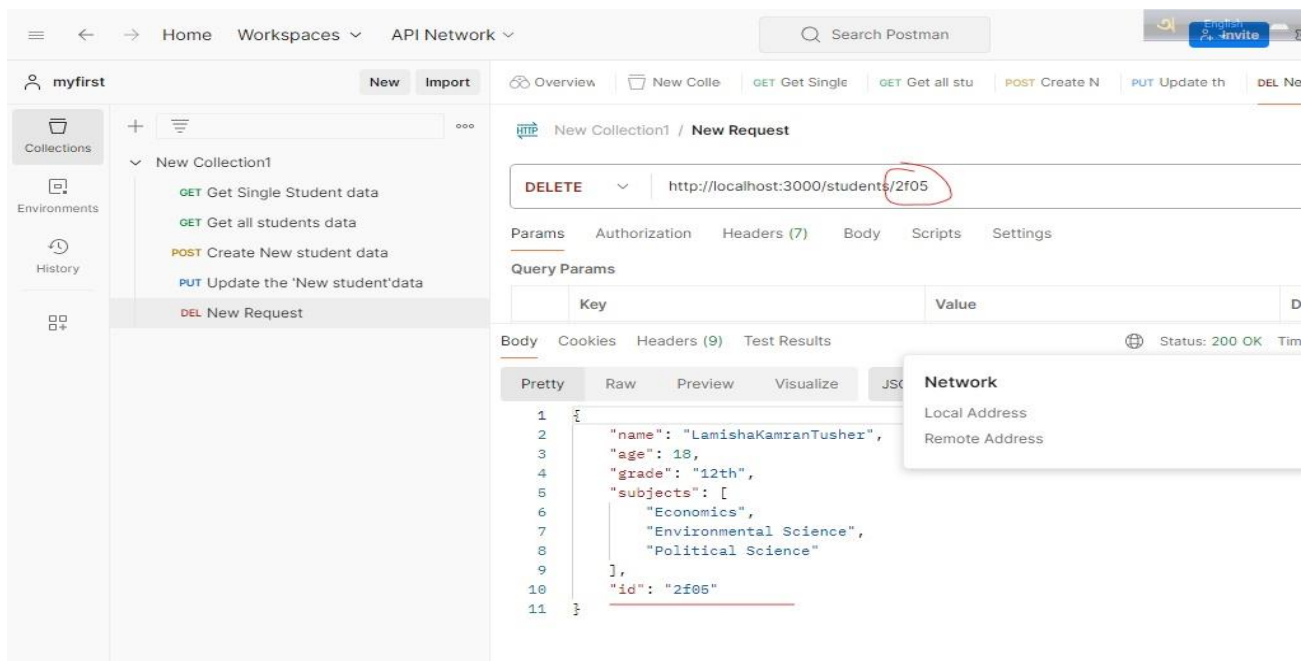 Home Workspaces API Network Search Postman English Invite
myfirst New Import Overview New Colle GET Get Single GET Get all stu POST Create N PUT Update th DEL Ne
Collections
Environments
History
New Collection1
GET Get Single Student data
GET Get all students data
POST Create New student data
PUT Update the 'New student'data
DEL New Request
HTTP New Collection1 / New Request
DELETE http://localhost:3000/students/2f05
Params Authorization Headers (7) Body Scripts Settings
Query Params
Key Value D
Body Cookies Headers (9) Test Results Status: 200 OK Tim
Pretty Raw Preview Visualize JSO
Network
Local Address
Remote Address
1 {
2 "name": "LamishaKamranTusher",
3 "age": 18,
4 "grade": "12th",
5 "subjects": [
6 "Economics",
7 "Environmental Science",
8 "Political Science"
9 ],
10 "id": "2f05"
11 }